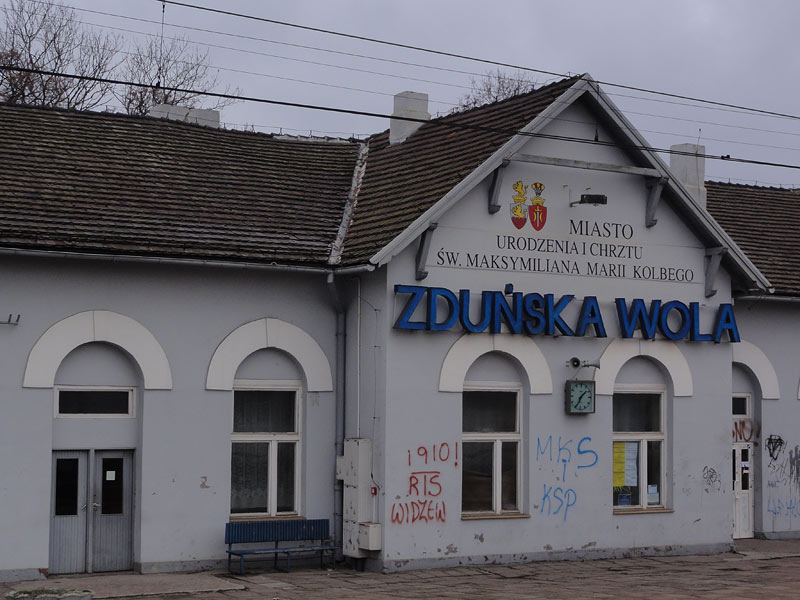 MIASTO
URODZENIA I CHRZTU
ŚW. MAKSYMILIANA MARII KOLBEGO
ZDUŃSKA WOLA
1910!
RTS
WIDZEW
MKS
KSP